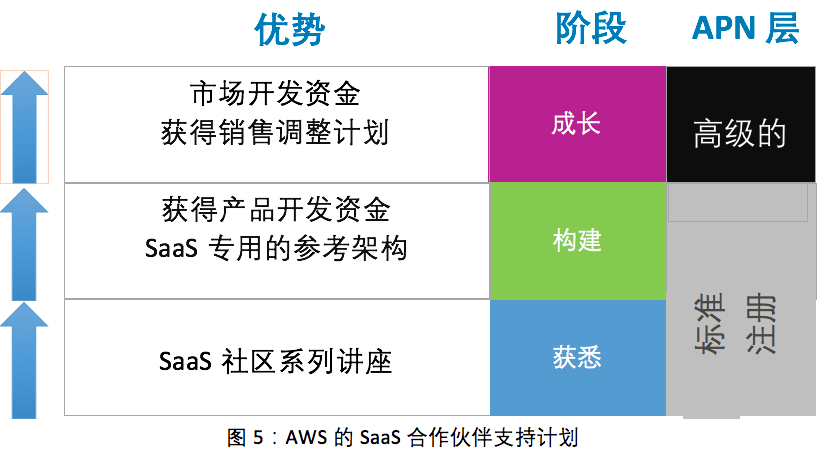 优势 阶段 APN 层
市场开发资金
获得销售调整计划
成长
高级的
获得产品开发资金
SaaS 专用的参考架构
构建
标准
注册
SaaS 社区系列讲座
获悉
图 5：AWS 的 SaaS 合作伙伴支持计划